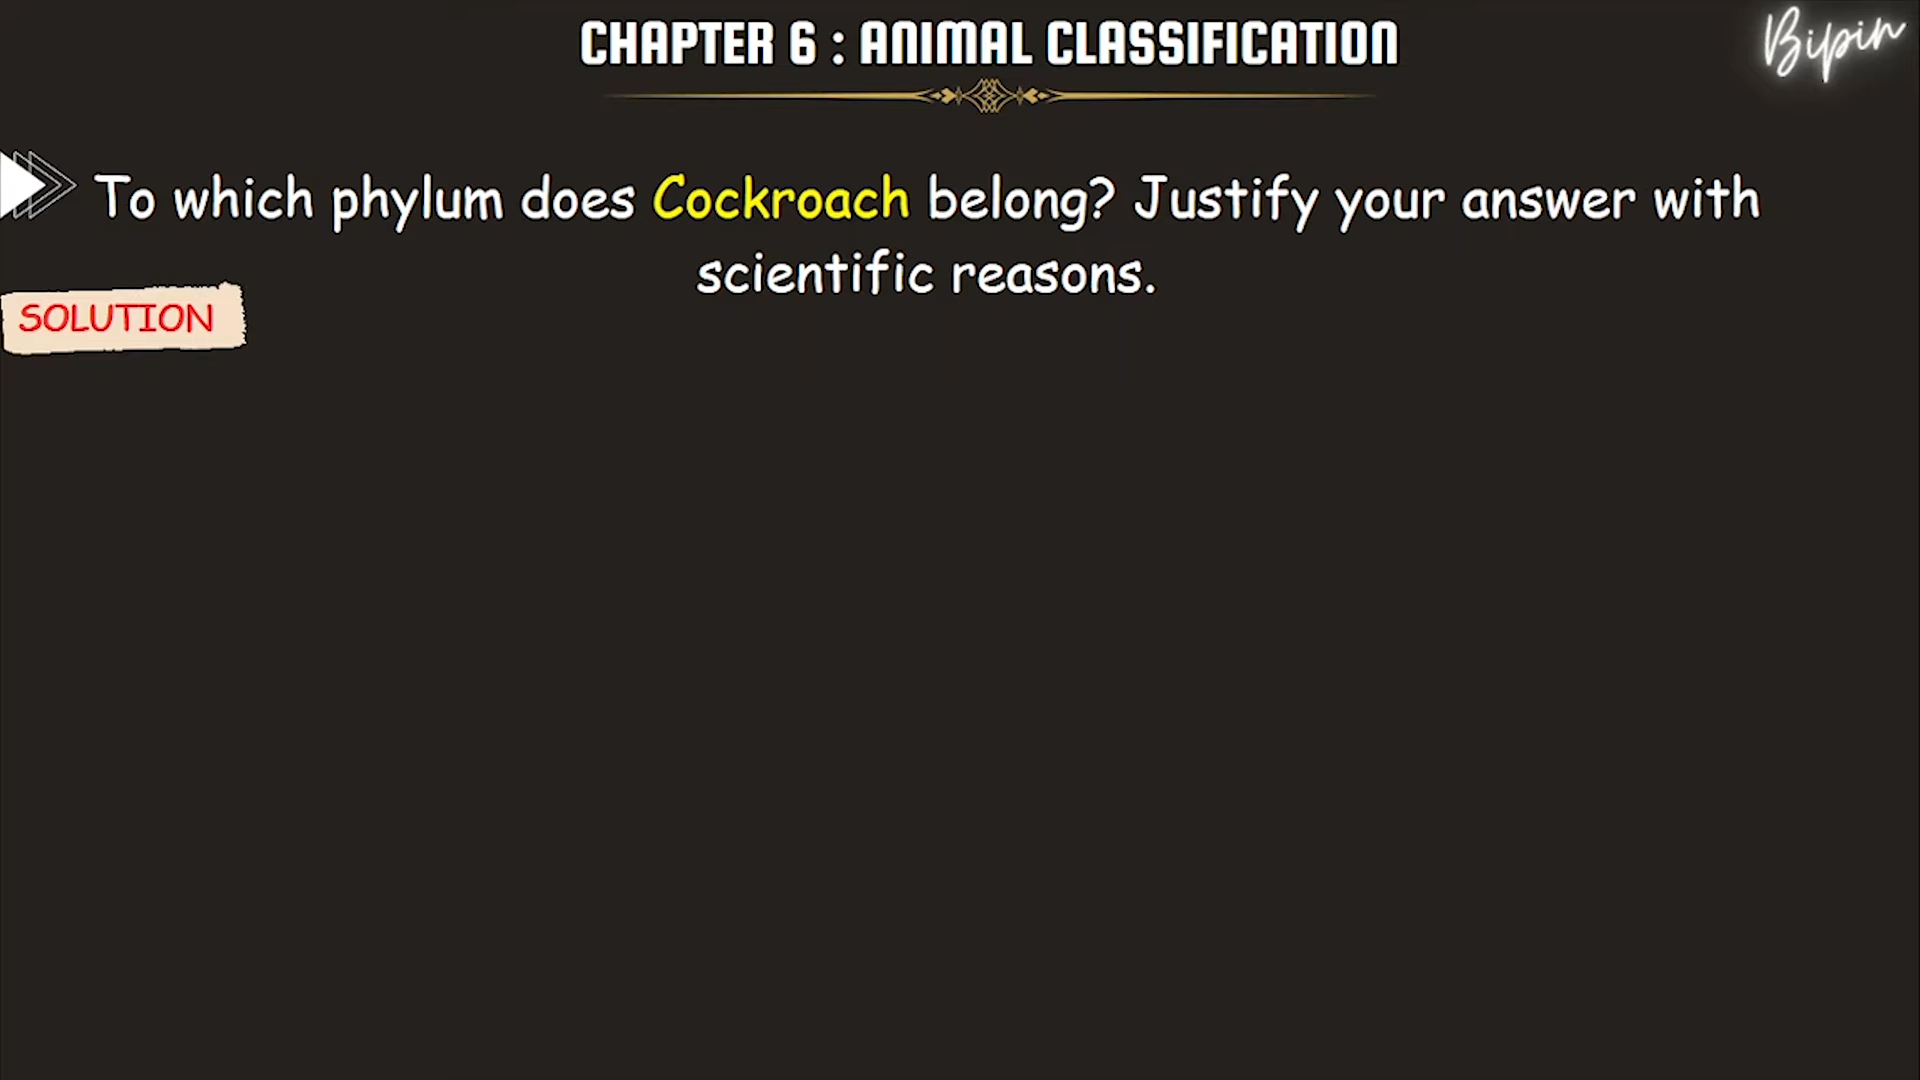 CHAPTER 6 : ANIMAL CLASSIFICATION
Bipin
To which phylum does Cockroach belong? Justify your answer with
scientific reasons.
SOLUTION